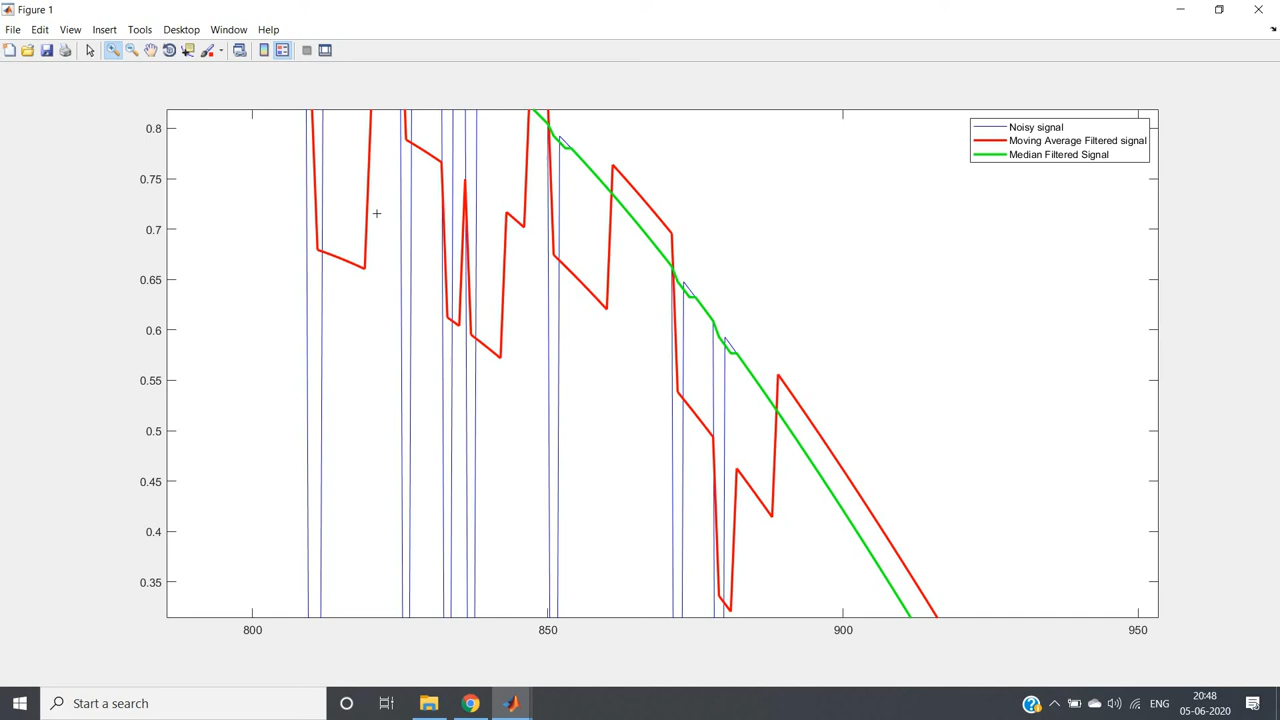 Figure 1
File Edit View Insert Tools Desktop Window Help
Noisy signal
Moving Average Filtered signal
Median Filtered Signal
0.8
0.75
0.7
0.65
0.6
0.55
0.5
0.45
0.4
0.35
800 850 900 950
Start a search
ENG
20:48
05-06-2020